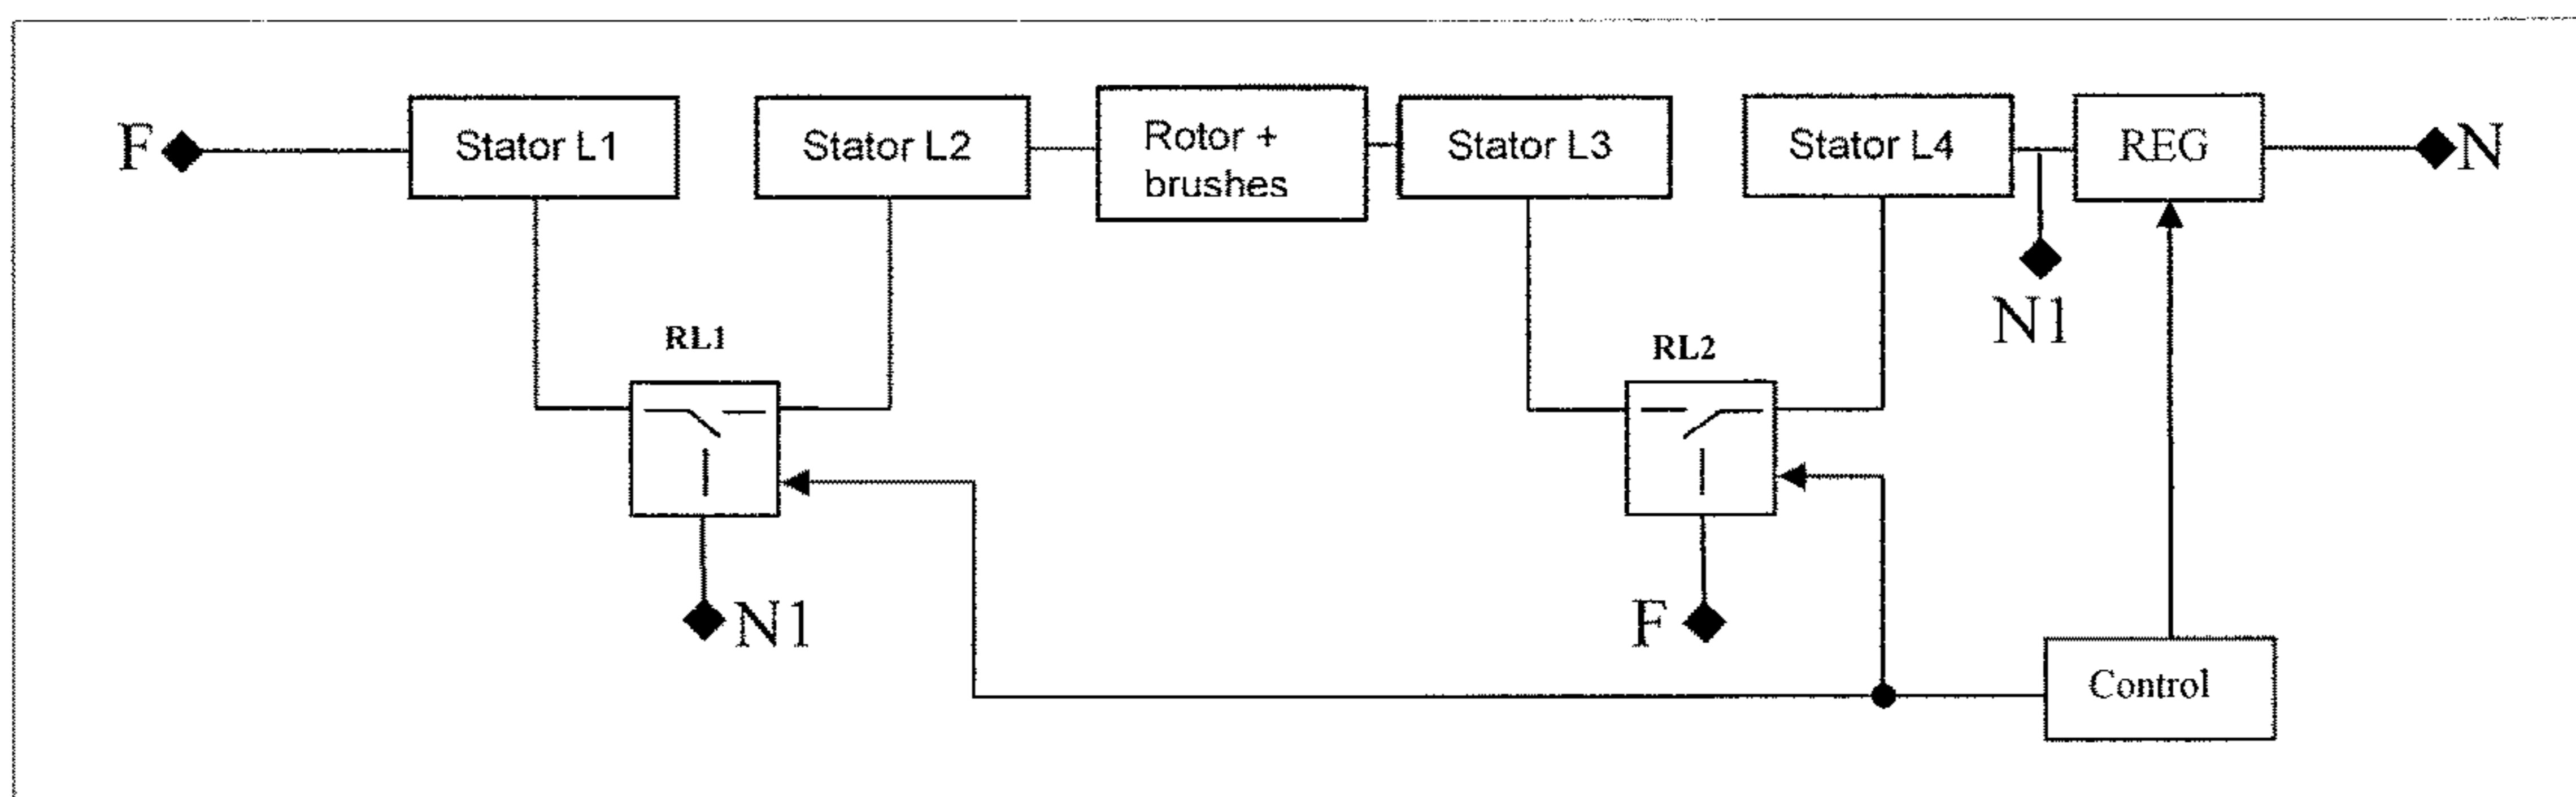 F
Stator L1
Stator L2
Rotor +
brushes
Stator L3
Stator L4
REG
N
N1
RL1
RL2
N1
F
Control